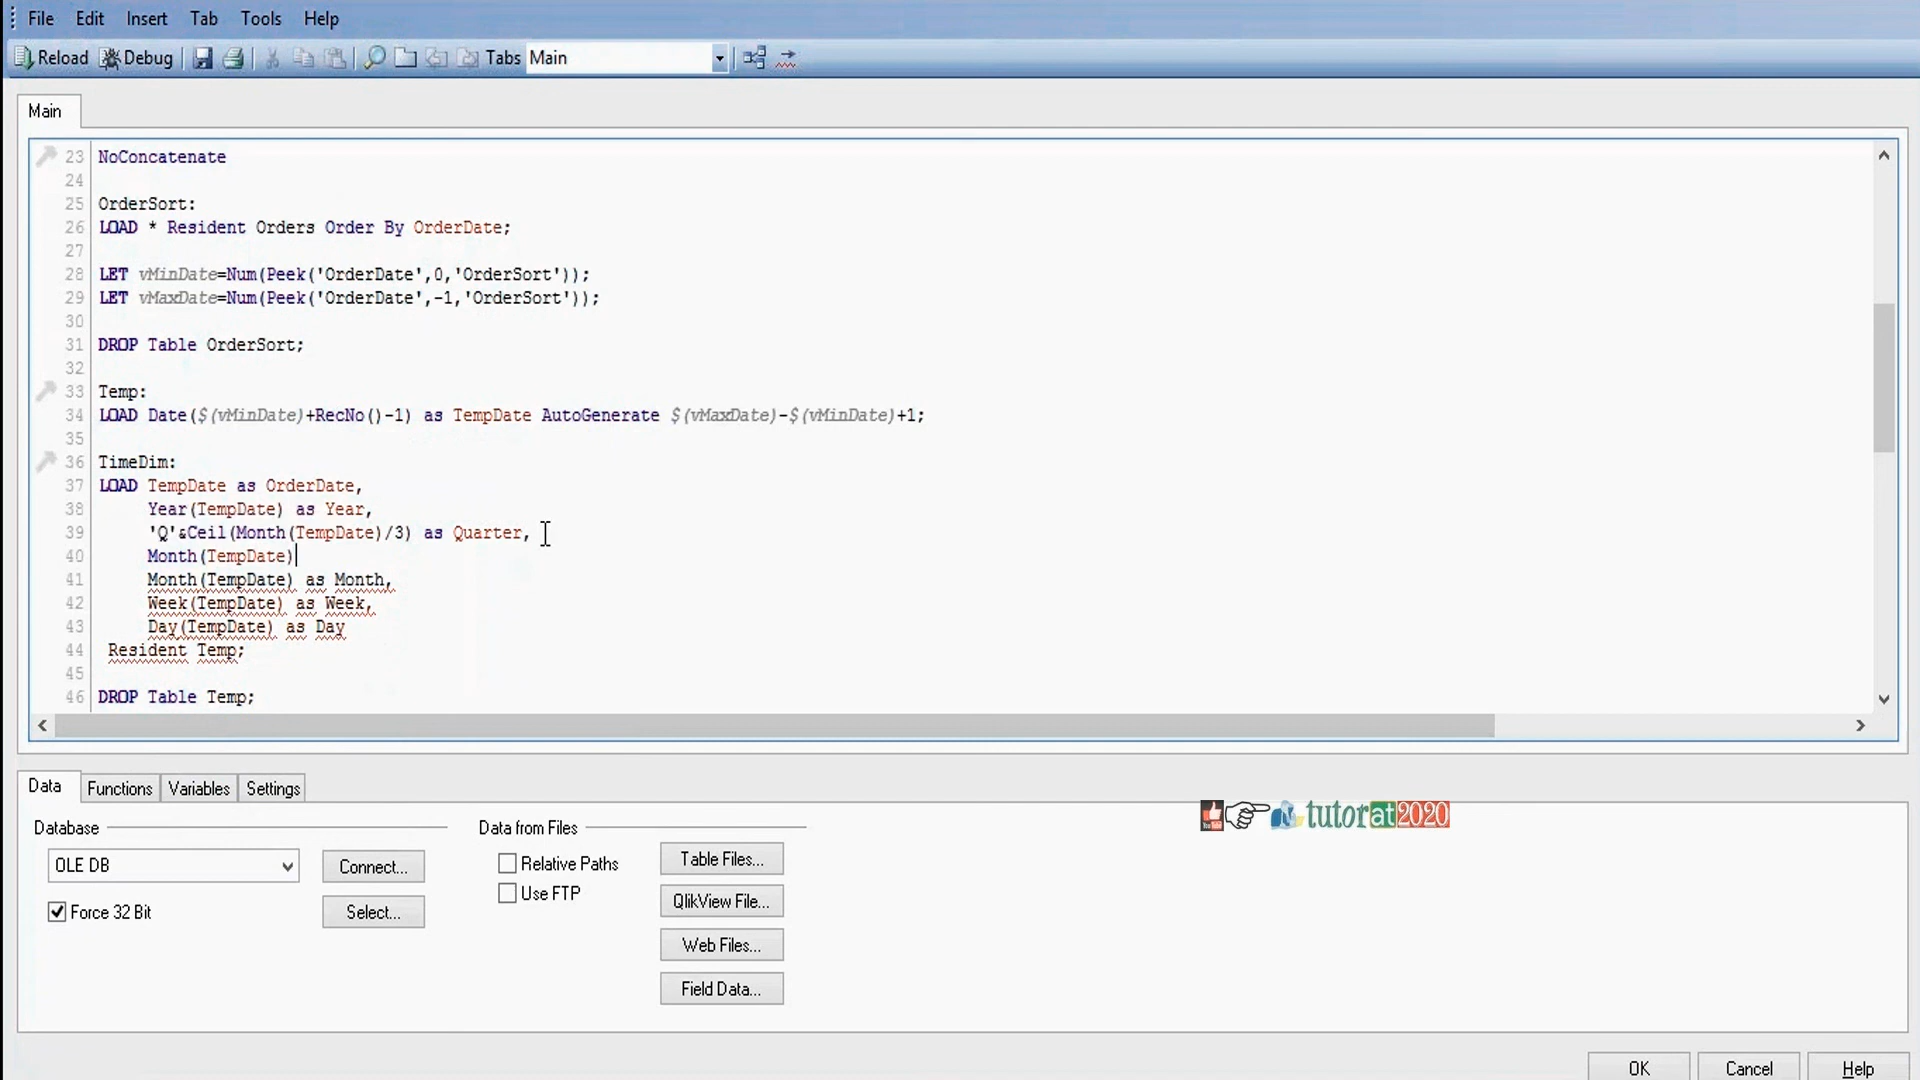 File Edit Insert Tab Tools Help
Reload Debug Tabs Main
Main
23 NoConcatenate
24
25 OrderSort:
26 LOAD * Resident Orders Order By OrderDate;
27
28 LET vMinDate=Num(Peek('OrderDate',0,'OrderSort'));
29 LET vMaxDate=Num(Peek('OrderDate',-1,'OrderSort'));
30
31 DROP Table OrderSort;
32
33 Temp:
34 LOAD Date($(vMinDate)+RecNo()-1) as TempDate AutoGenerate $(vMaxDate)-$(vMinDate)+1;
35
36 TimeDim:
37 LOAD TempDate as OrderDate,
38 Year(TempDate) as Year,
39 'Q'&Ceil(Month(TempDate)/3) as Quarter,
40 Month(TempDate)
41 Month(TempDate) as Month,
42 Week(TempDate) as Week,
43 Day(TempDate) as Day
44 Resident Temp;
45
46 DROP Table Temp;
Data Functions Variables Settings
Database Data from Files
OLE DB Connect... Relative Paths Table Files...
Use FTP QlikView File...
Force 32 Bit Select...
Web Files...
Field Data...
tutorat2020
OK Cancel Help